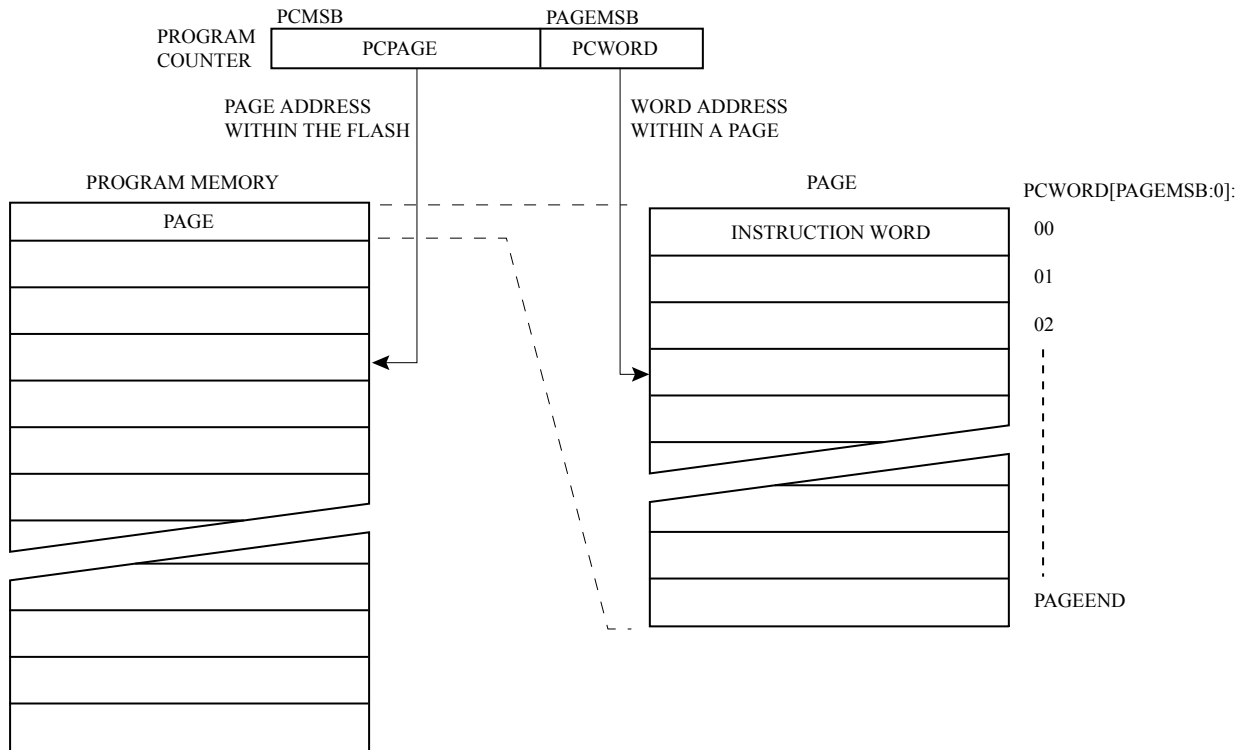 PCMSB
PAGEMSB
PROGRAM
COUNTER
PCPAGE
PCWORD
PAGE ADDRESS
WITHIN THE FLASH
WORD ADDRESS
WITHIN A PAGE
PROGRAM MEMORY
PAGE
PAGE
PCWORD[PAGEMSB:0]:
INSTRUCTION WORD
00
01
02
PAGEEND